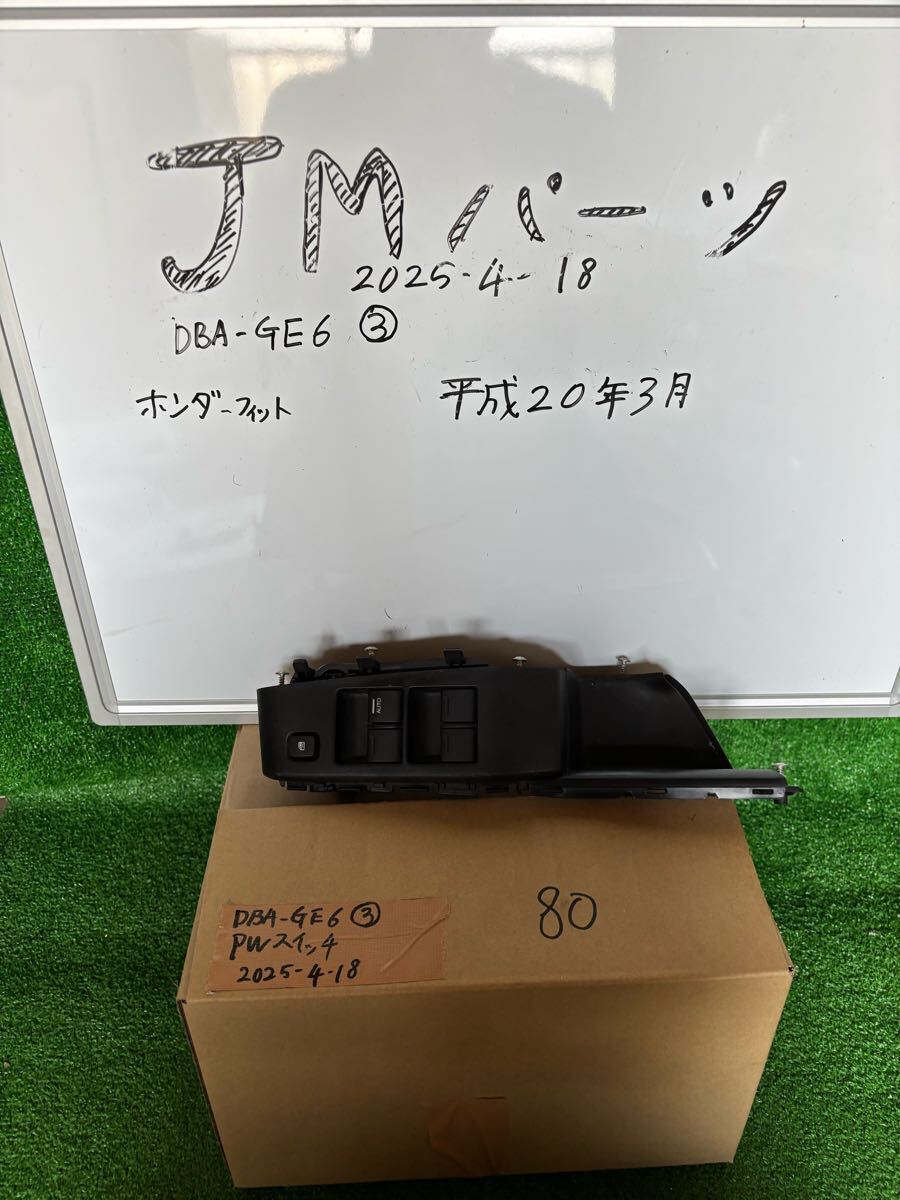 JMパーツ
2025-4-18
DBA-GE6 ③
ホンダーフィット
平成20年3月
AUTO
DBA-GE6 ③
PWスイッチ
2025-4-18
80